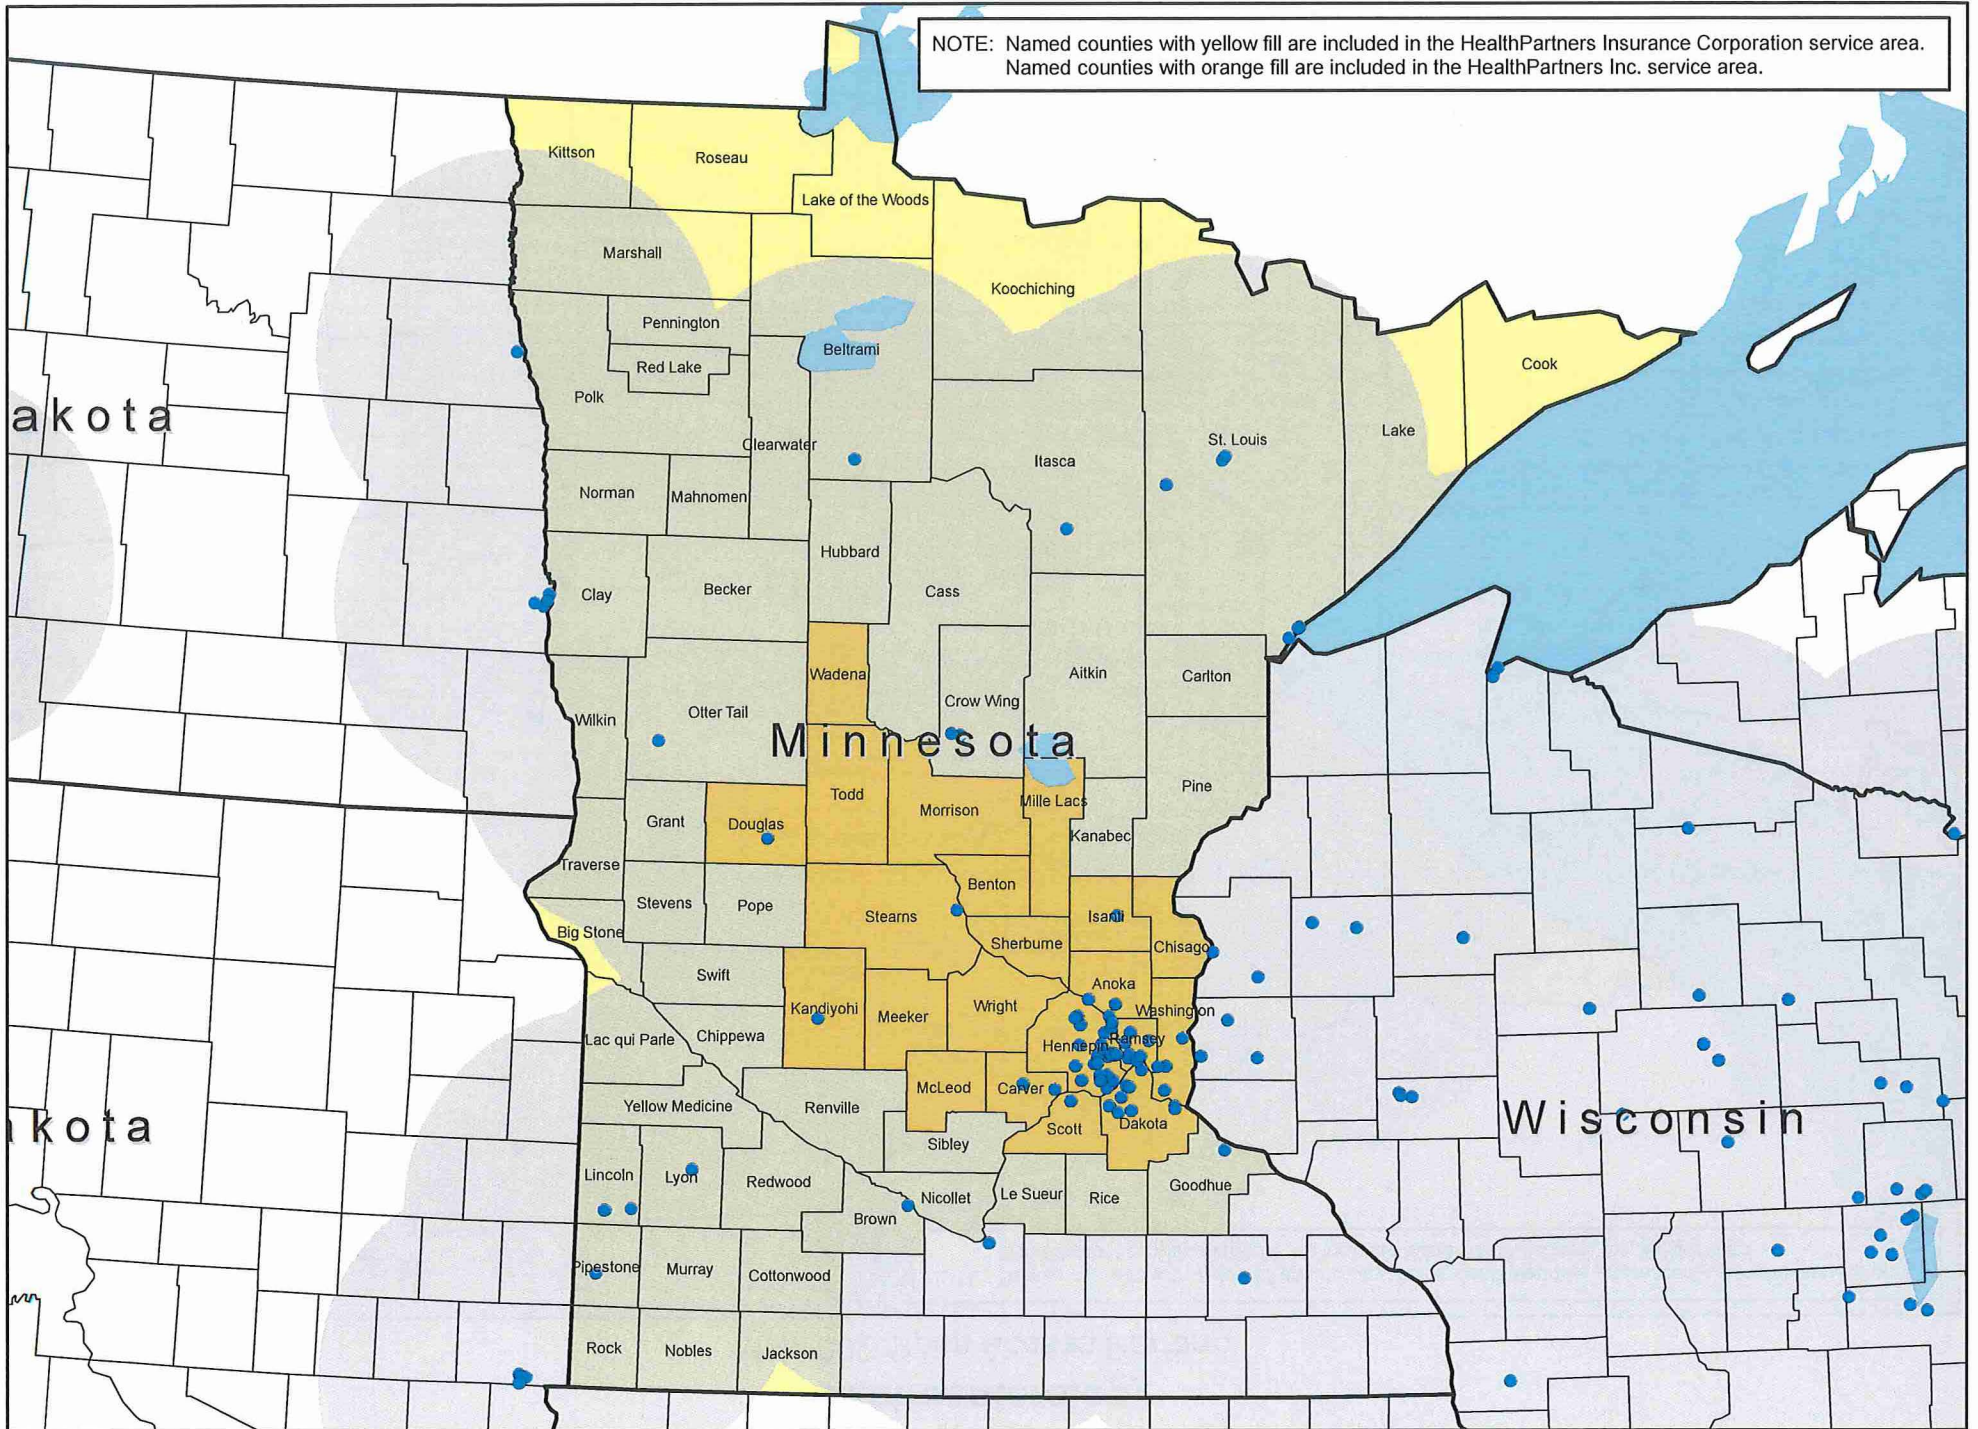 NOTE: Named counties with yellow fill are included in the HealthPartners Insurance Corporation service area.
Named counties with orange fill are included in the HealthPartners Inc. service area.
Kittson
Roseau
Lake of the Woods
Marshall
Koochiching
Pennington
Beltrami
Red Lake
Cook
Polk
akota
Clearwater
St. Louis
Lake
Itasca
Norman
Mahnomen
Hubbard
Clay
Becker
Cass
Wadena
Aitkin
Carlton
Crow Wing
Wilkin
Otter Tail
Minnesota
Pine
Todd
Mille Lacs
Morrison
Grant
Douglas
Kanabec
Traverse
Benton
Stevens
Pope
Stearns
Isanti
Big Stone
Sherburne
Chisago
Swift
Anoka
Kandiyohi
Meeker
Wright
Washington
Lac qui Parle
Chippewa
Hennepin
Ramsey
McLeod
Carver
Yellow Medicine
Renville
Wisconsin
kota
Scott
Dakota
Sibley
Lincoln
Lyon
Redwood
Nicollet
Le Sueur
Rice
Goodhue
Brown
Pipestone
Murray
Cottonwood
Rock
Nobles
Jackson